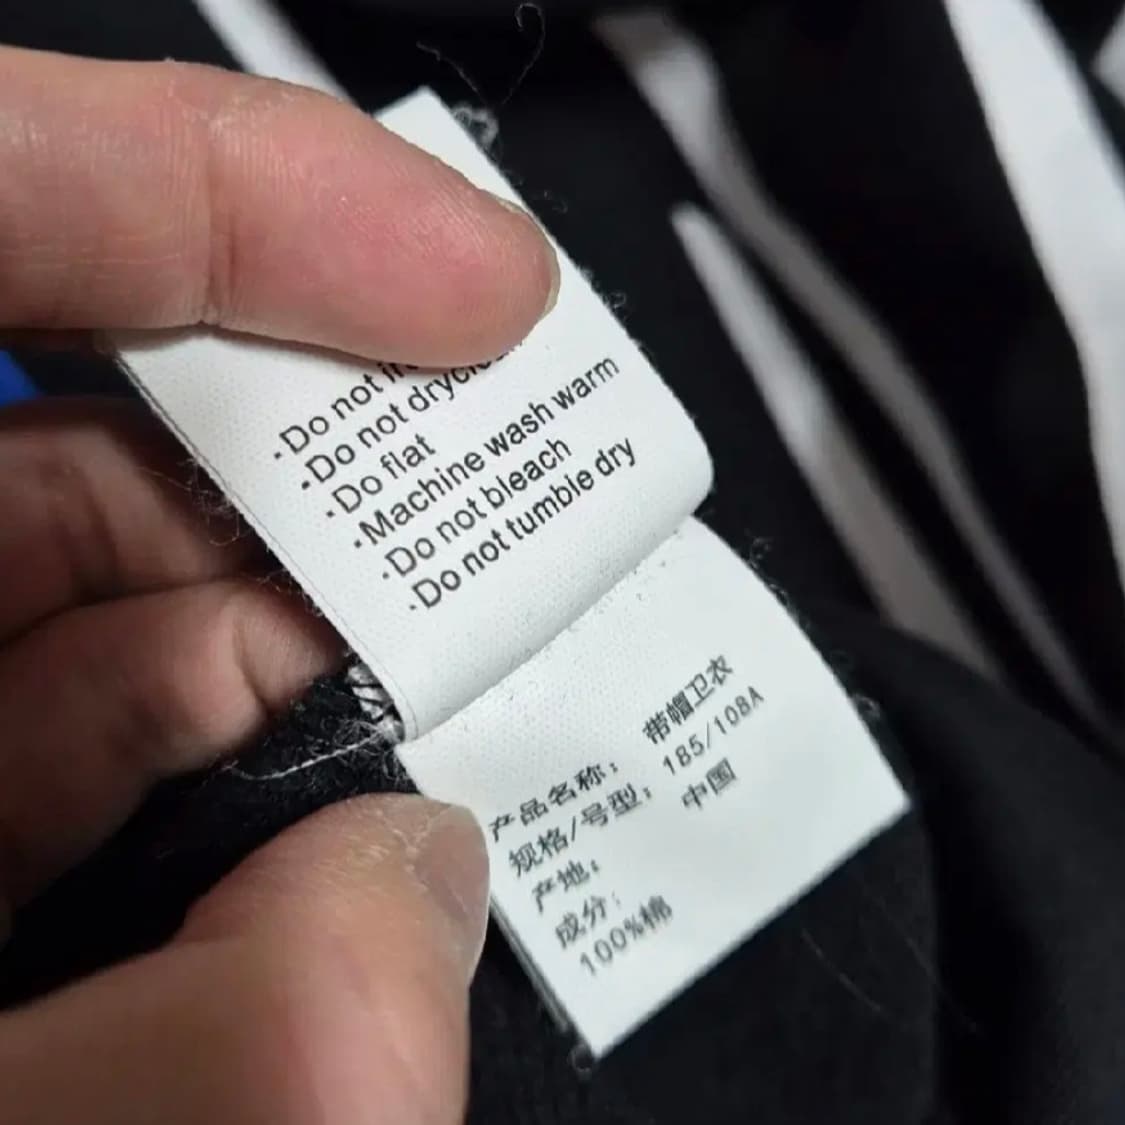 ·Do not
·Do not
·Do flat
·Machine wash warm
·Do not bleach
·Do not tumble dry
产品名称： 带帽卫衣
规格/号型： 185/108A
产地： 中国
成分：
100%棉